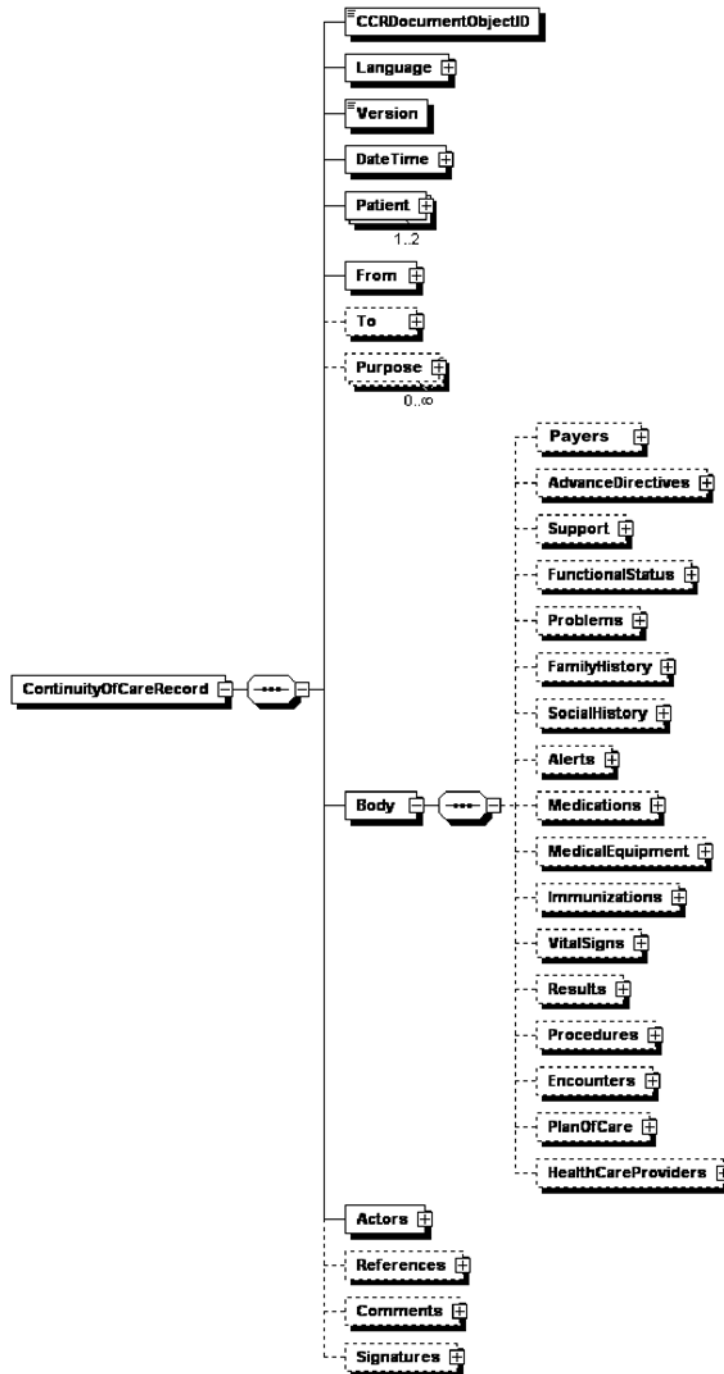 CCRDocumentObjectID
Language
Version
DateTime
Patient
1..2
From
To
Purpose
0..∞
Payers
AdvanceDirectives
Support
FunctionalStatus
Problems
FamilyHistory
ContinuityOfCareRecord
SocialHistory
Alerts
Body
Medications
MedicalEquipment
Immunizations
VitalSigns
Results
Procedures
Encounters
PlanOfCare
HealthCareProviders
Actors
References
Comments
Signatures